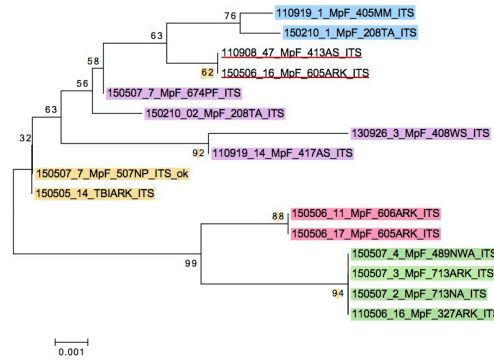 76
110919_1_MpF_405MM_ITS
150210_1_MpF_208TA_ITS
63
110908_47_MpF_413AS_ITS
58
62
150506_16_MpF_605ARK_ITS
56
150507_7_MpF_674PF_ITS
63
150210_02_MpF_208TA_ITS
130926_3_MpF_408WS_ITS
32
92
110919_14_MpF_417AS_ITS
150507_7_MpF_507NP_ITS_ok
150505_14_TBIARK_ITS
88
150506_11_MpF_606ARK_ITS
150506_17_MpF_605ARK_ITS
99
150507_4_MpF_489NWA_ITS
150507_3_MpF_713ARK_ITS
94
150507_2_MpF_713NA_ITS
110506_16_MpF_327ARK_ITS
0.001